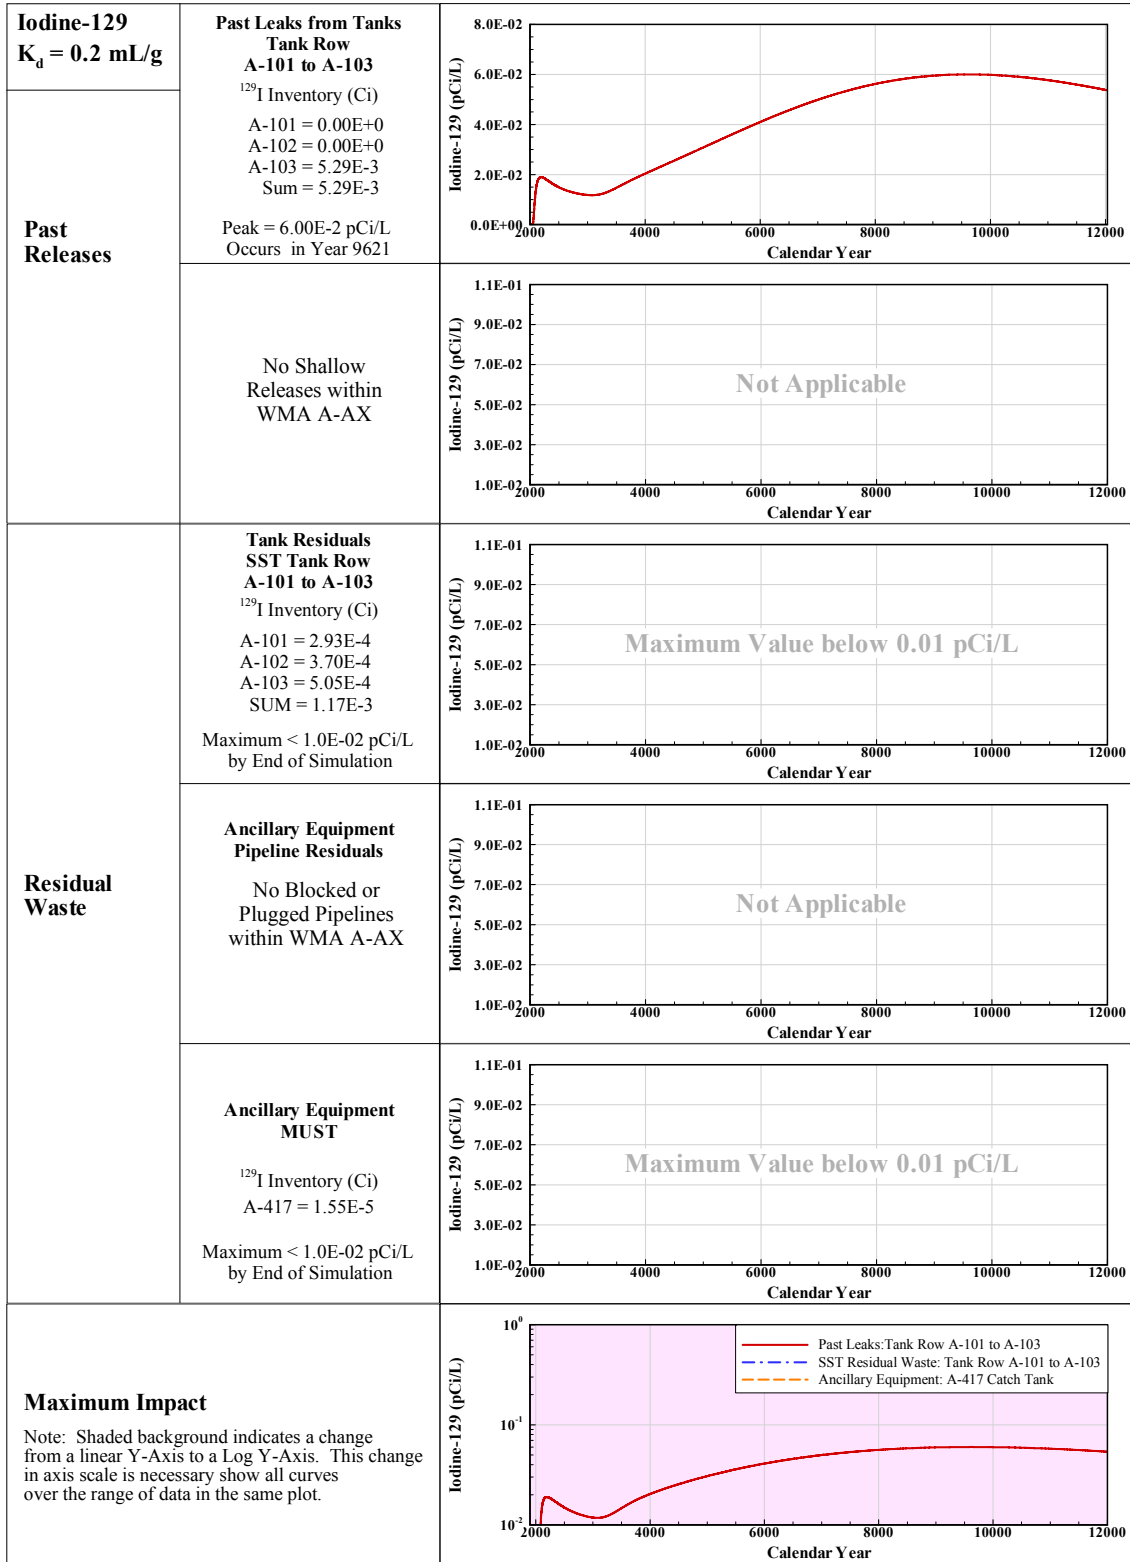 Iodine-129
Kd = 0.2 mL/g
Past Releases
Past Leaks from Tanks
Tank Row
A-101 to A-103
129I Inventory (Ci)
A-101 = 0.00E+0
A-102 = 0.00E+0
A-103 = 5.29E-3
Sum = 5.29E-3
Peak = 6.00E-2 pCi/L
Occurs in Year 9621
Iodine-129 (pCi/L)
8.0E-02
6.0E-02
4.0E-02
2.0E-02
0.0E+00
2000 4000 6000 8000 10000 12000
Calendar Year
No Shallow
Releases within
WMA A-AX
Iodine-129 (pCi/L)
1.1E-01
9.0E-02
7.0E-02
5.0E-02
3.0E-02
1.0E-02
Not Applicable
2000 4000 6000 8000 10000 12000
Calendar Year
Residual
Waste
Tank Residuals
SST Tank Row
A-101 to A-103
129I Inventory (Ci)
A-101 = 2.93E-4
A-102 = 3.70E-4
A-103 = 5.05E-4
SUM = 1.17E-3
Maximum < 1.0E-02 pCi/L
by End of Simulation
Iodine-129 (pCi/L)
1.1E-01
9.0E-02
7.0E-02
5.0E-02
3.0E-02
1.0E-02
Maximum Value below 0.01 pCi/L
2000 4000 6000 8000 10000 12000
Calendar Year
Ancillary Equipment
Pipeline Residuals
No Blocked or
Plugged Pipelines
within WMA A-AX
Iodine-129 (pCi/L)
1.1E-01
9.0E-02
7.0E-02
5.0E-02
3.0E-02
1.0E-02
Not Applicable
2000 4000 6000 8000 10000 12000
Calendar Year
Ancillary Equipment
MUST
129I Inventory (Ci)
A-417 = 1.55E-5
Maximum < 1.0E-02 pCi/L
by End of Simulation
Iodine-129 (pCi/L)
1.1E-01
9.0E-02
7.0E-02
5.0E-02
3.0E-02
1.0E-02
Maximum Value below 0.01 pCi/L
2000 4000 6000 8000 10000 12000
Calendar Year
Maximum Impact
Note: Shaded background indicates a change
from a linear Y-Axis to a Log Y-Axis. This change
in axis scale is necessary show all curves
over the range of data in the same plot.
Iodine-129 (pCi/L)
10^0
10^-1
10^-2
Past Leaks:Tank Row A-101 to A-103
SST Residual Waste: Tank Row A-101 to A-103
Ancillary Equipment: A-417 Catch Tank
2000 4000 6000 8000 10000 12000
Calendar Year